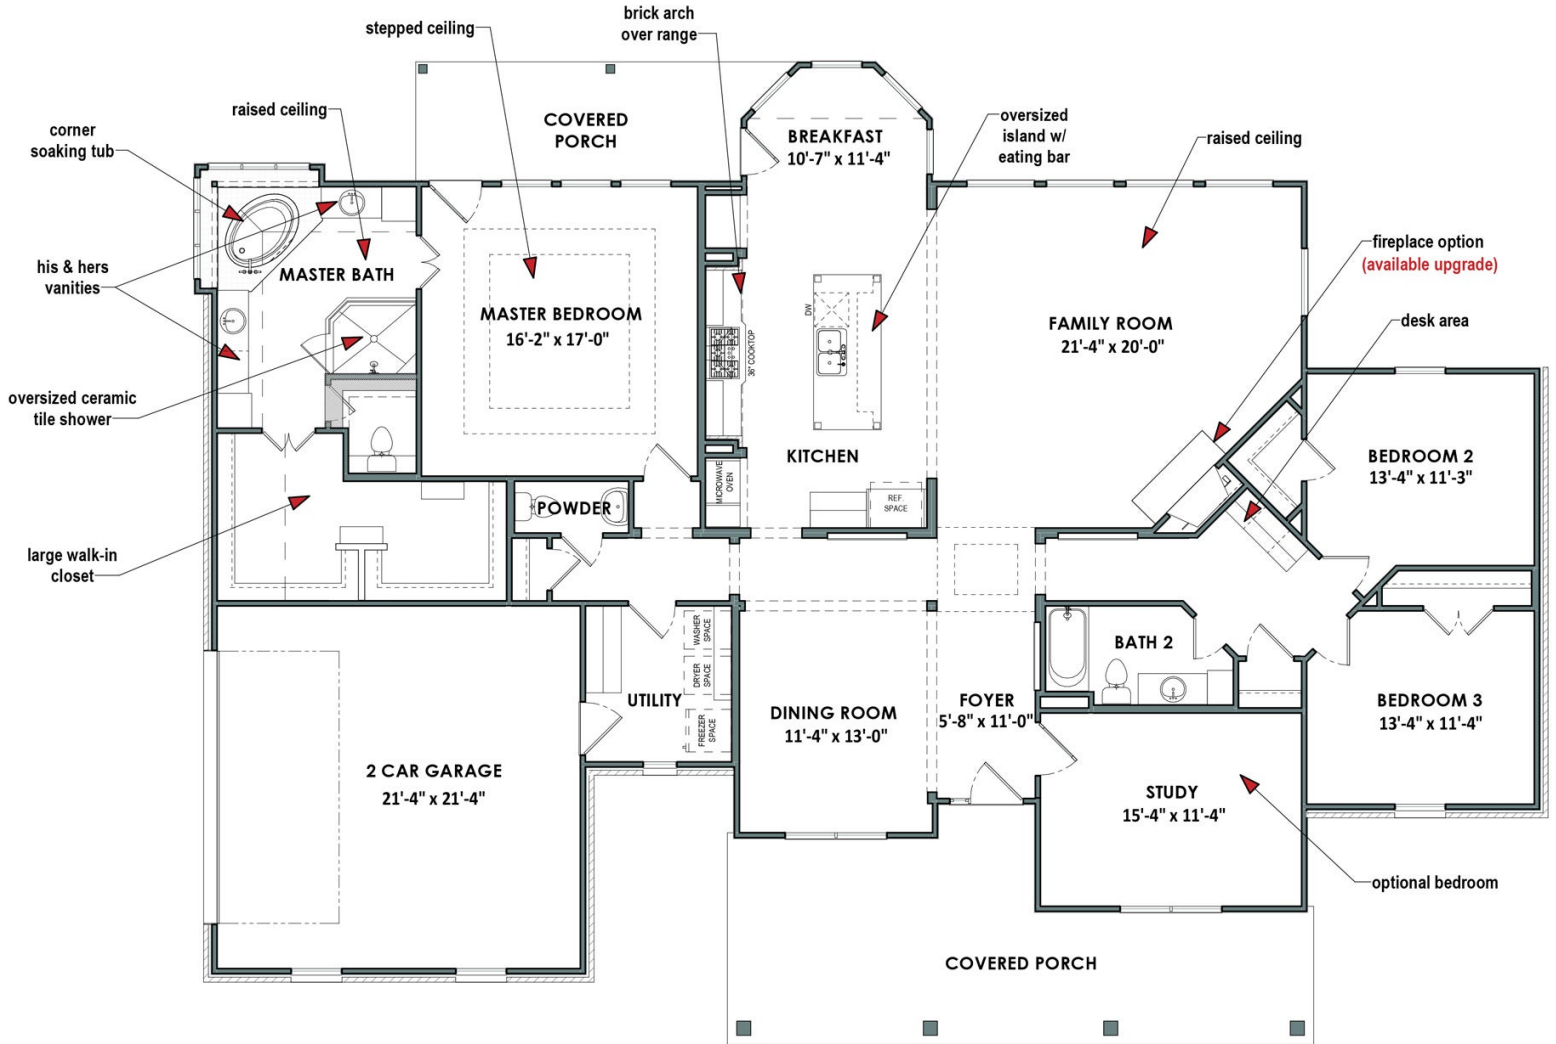 brick arch
over range
stepped ceiling
raised ceiling
corner
soaking tub
COVERED
PORCH
BREAKFAST
10'-7" x 11'-4"
oversized
island w/
eating bar
raised ceiling
his & hers
vanities
MASTER BATH
fireplace option
(available upgrade)
MASTER BEDROOM
16'-2" x 17'-0"
DW
36" COOKTOP
FAMILY ROOM
21'-4" x 20'-0"
desk area
oversized ceramic
tile shower
KITCHEN
MICROWAVE
OVEN
REF.
SPACE
BEDROOM 2
13'-4" x 11'-3"
POWDER
large walk-in
closet
WASHER
SPACE
DRYER
SPACE
FREEZER
SPACE
UTILITY
BATH 2
DINING ROOM
11'-4" x 13'-0"
FOYER
5'-8" x 11'-0"
BEDROOM 3
13'-4" x 11'-4"
2 CAR GARAGE
21'-4" x 21'-4"
STUDY
15'-4" x 11'-4"
optional bedroom
COVERED PORCH